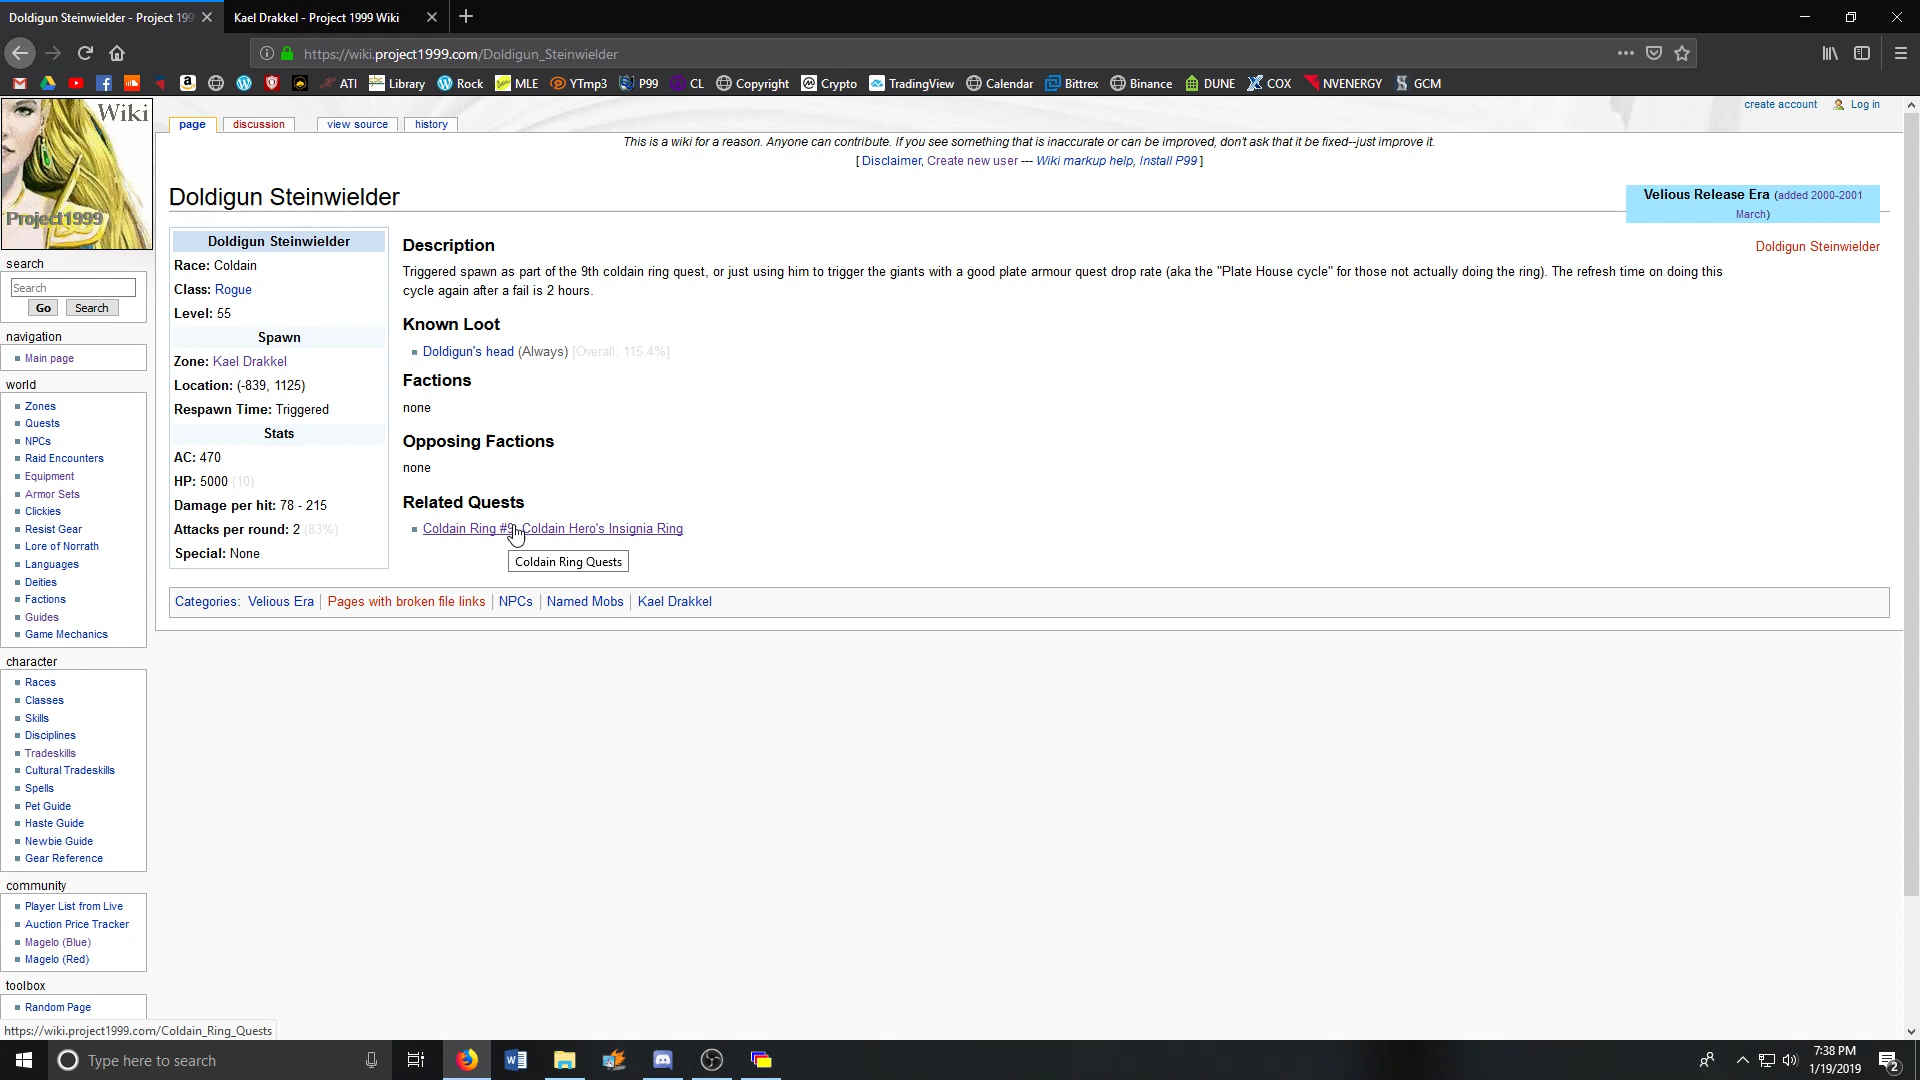 Doldigun Steinwielder - Project 199
Kael Drakkel - Project 1999 Wiki
https://wiki.project1999.com/Doldigun_Steinwielder
ATI
Library
Rock
MLE
YTmp3
P99
CL
Copyright
Crypto
TradingView
Calendar
Bittrex
Binance
DUNE
COX
NVENERGY
GCM
Wiki
Project1999
create account
Log in
page
discussion
view source
history
This is a wiki for a reason. Anyone can contribute. If you see something that is inaccurate or can be improved, don't ask that it be fixed--just improve it.
[ Disclaimer, Create new user --- Wiki markup help, Install P99 ]
Doldigun Steinwielder
Velious Release Era (added 2000-2001
March)
Doldigun Steinwielder
Doldigun Steinwielder
Race: Coldain
Class: Rogue
Level: 55
Spawn
Zone: Kael Drakkel
Location: (-839, 1125)
Respawn Time: Triggered
Stats
AC: 470
HP: 5000 (10)
Damage per hit: 78 - 215
Attacks per round: 2 (83%)
Special: None
Description
Triggered spawn as part of the 9th coldain ring quest, or just using him to trigger the giants with a good plate armour quest drop rate (aka the "Plate House cycle" for those not actually doing the ring). The refresh time on doing this
cycle again after a fail is 2 hours.
Known Loot
Doldigun's head (Always) [Overall: 115.4%]
Factions
none
Opposing Factions
none
Related Quests
Coldain Ring #9: Coldain Hero's Insignia Ring
Coldain Ring Quests
Categories: Velious Era | Pages with broken file links | NPCs | Named Mobs | Kael Drakkel
search
Search
Go
Search
navigation
Main page
world
Zones
Quests
NPCs
Raid Encounters
Equipment
Armor Sets
Clickies
Resist Gear
Lore of Norrath
Languages
Deities
Factions
Guides
Game Mechanics
character
Races
Classes
Skills
Disciplines
Tradeskills
Cultural Tradeskills
Spells
Pet Guide
Haste Guide
Newbie Guide
Gear Reference
community
Player List from Live
Auction Price Tracker
Magelo (Blue)
Magelo (Red)
toolbox
Random Page
https://wiki.project1999.com/Coldain_Ring_Quests
Type here to search
7:38 PM
1/19/2019
2